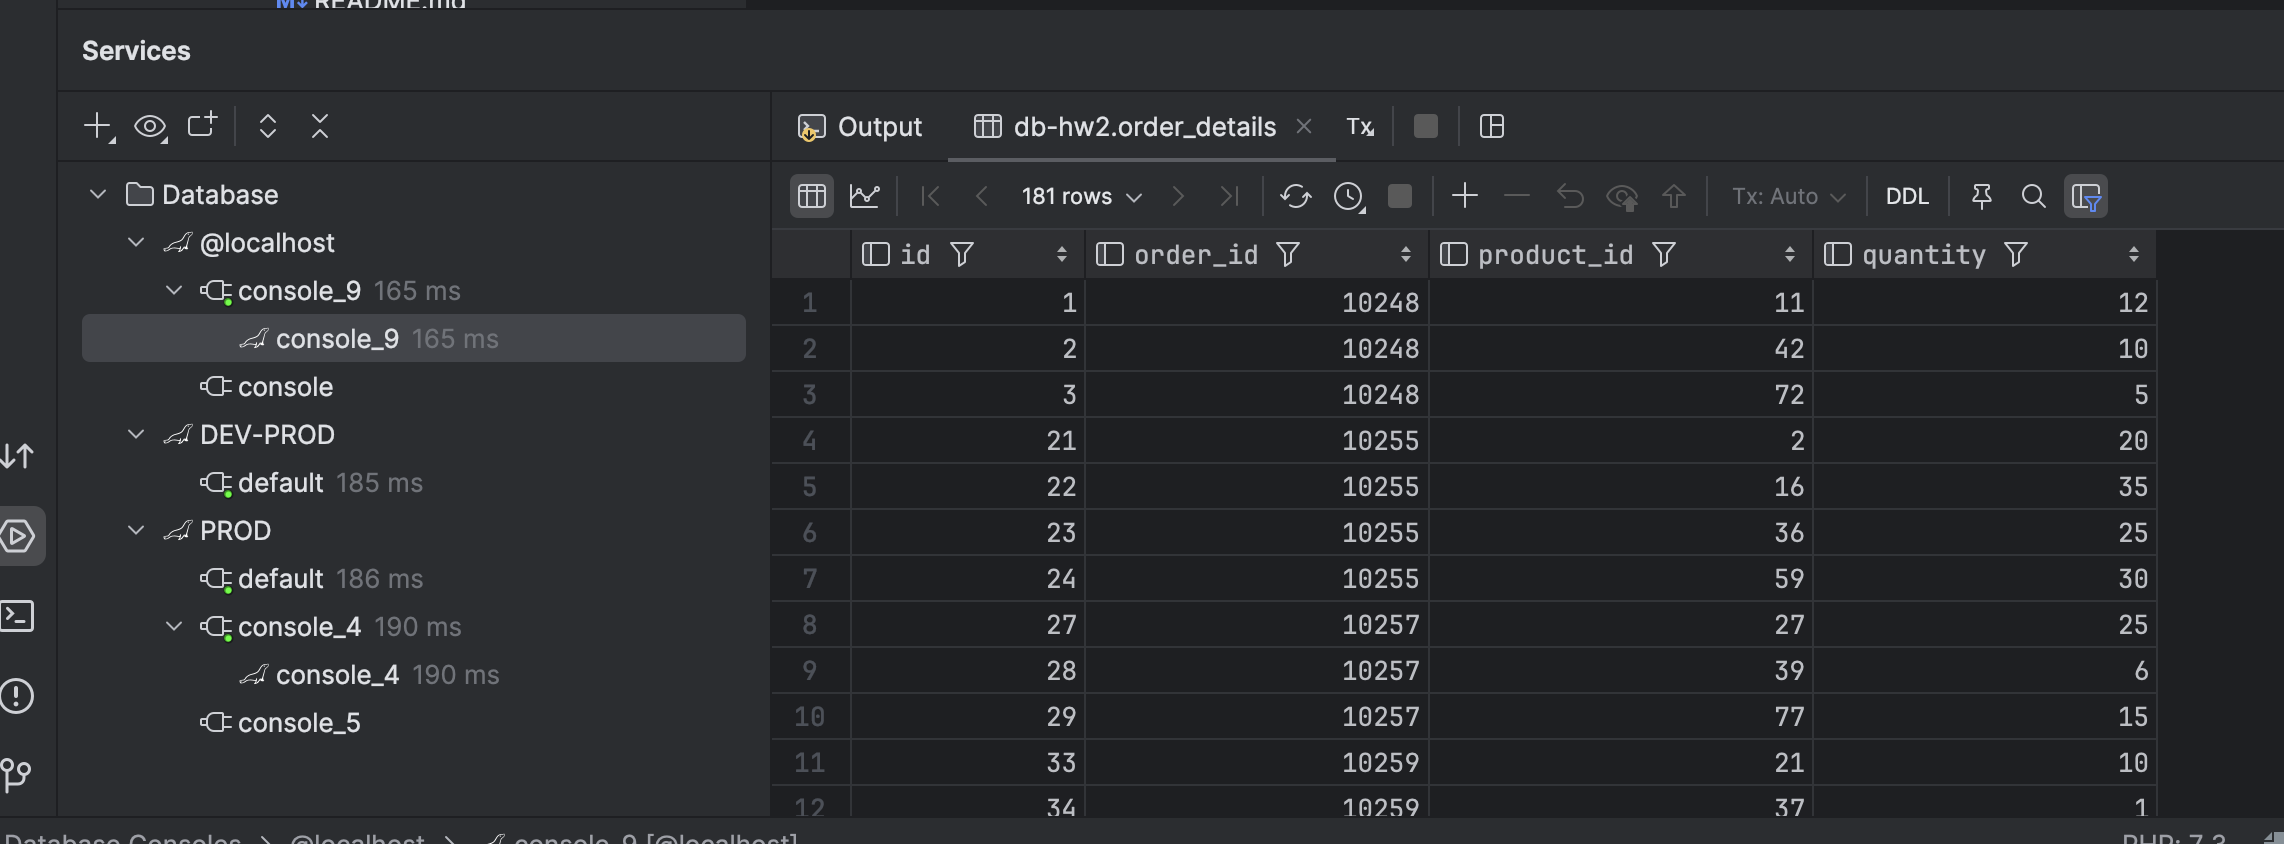 README.md
Services
Output
db-hw2.order_details
Tx
Database
@localhost
console_9 165 ms
console_9 165 ms
console
DEV-PROD
default 185 ms
PROD
default 186 ms
console_4 190 ms
console_4 190 ms
console_5
181 rows
Tx: Auto
DDL
id order_id product_id quantity
1 1 10248 11 12
2 2 10248 42 10
3 3 10248 72 5
4 21 10255 2 20
5 22 10255 16 35
6 23 10255 36 25
7 24 10255 59 30
8 27 10257 27 25
9 28 10257 39 6
10 29 10257 77 15
11 33 10259 21 10
12 34 10259 37 1
Database Consoles > @localhost > console_9 [@localhost]
PHP: 7.3